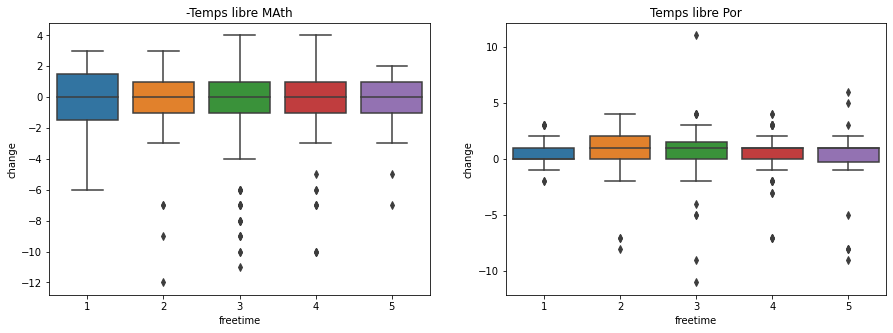 -Temps libre MAth
4
2
0
−2
−4
−6
−8
−10
−12
change
1 2 3 4 5
freetime
Temps libre Por
10
5
0
−5
−10
change
1 2 3 4 5
freetime